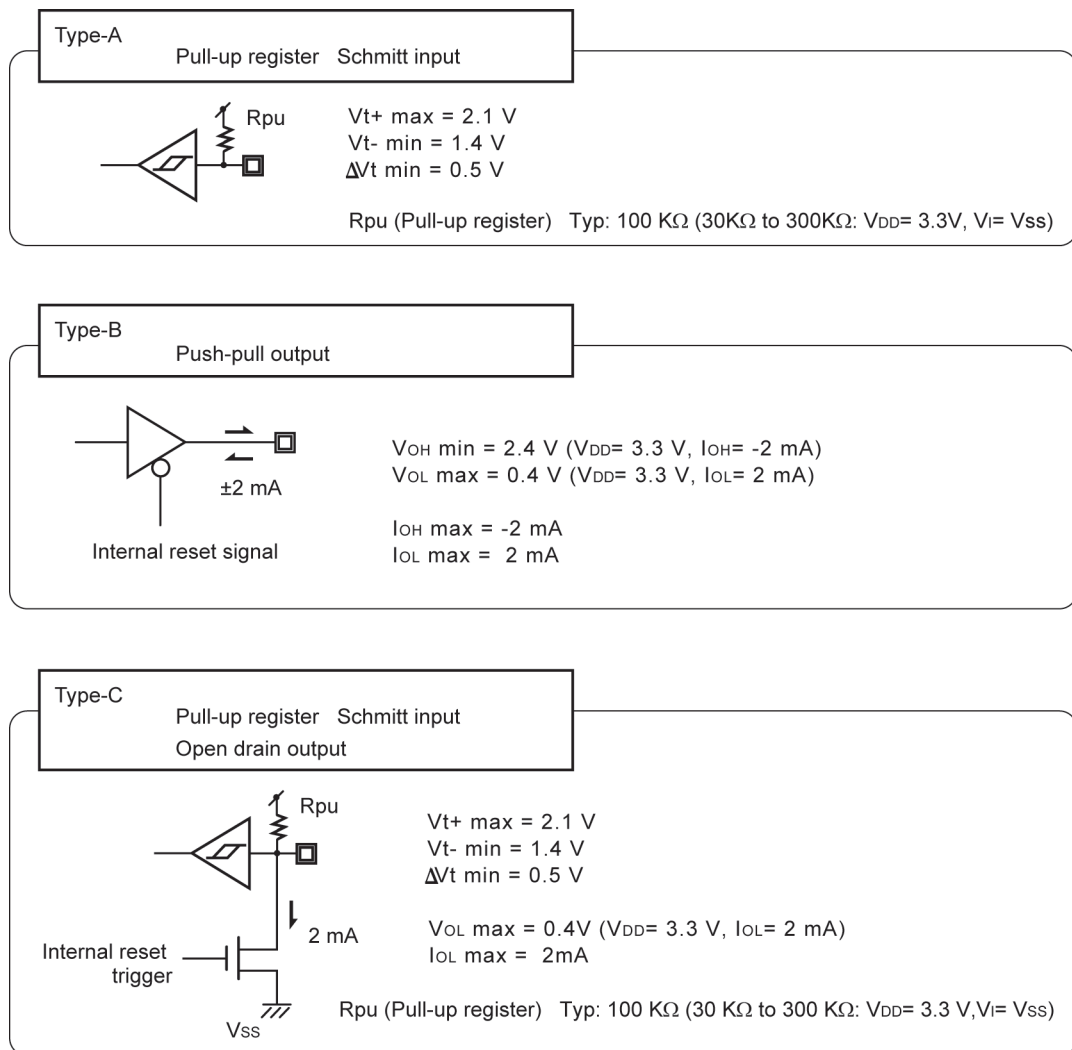 Type-A
Pull-up register Schmitt input
Rpu
Vt+ max = 2.1 V
Vt- min = 1.4 V
ΔVt min = 0.5 V
Rpu (Pull-up register) Typ: 100 KΩ (30KΩ to 300KΩ: VDD= 3.3V, VI= Vss)
Type-B
Push-pull output
±2 mA
Internal reset signal
VOH min = 2.4 V (VDD= 3.3 V, IOH= -2 mA)
VOL max = 0.4 V (VDD= 3.3 V, IOL= 2 mA)
IOH max = -2 mA
IOL max = 2 mA
Type-C
Pull-up register Schmitt input
Open drain output
Rpu
2 mA
Internal reset
trigger
Vss
Vt+ max = 2.1 V
Vt- min = 1.4 V
ΔVt min = 0.5 V
VOL max = 0.4V (VDD= 3.3 V, IOL= 2 mA)
IOL max = 2mA
Rpu (Pull-up register) Typ: 100 KΩ (30 KΩ to 300 KΩ: VDD= 3.3 V,VI= Vss)